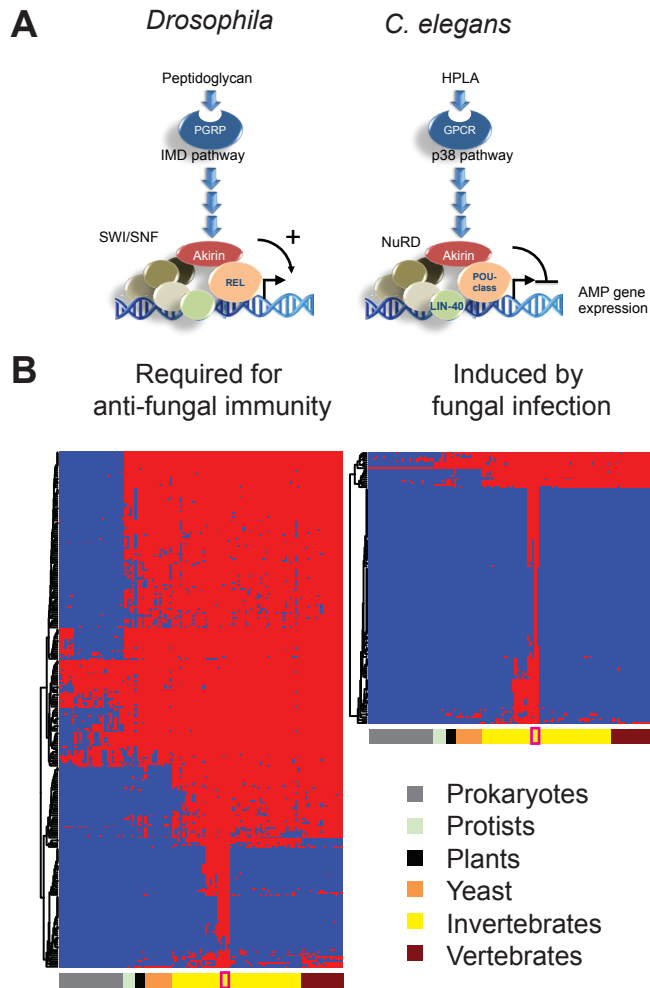 A
Drosophila
C. elegans
Peptidoglycan
HPLA
PGRP
GPCR
IMD pathway
p38 pathway
SWI/SNF
+
NuRD
Akirin
Akirin
REL
POU-
class
LIN-40
AMP gene
expression
B
Required for
anti-fungal immunity
Induced by
fungal infection
Prokaryotes
Protists
Plants
Yeast
Invertebrates
Vertebrates